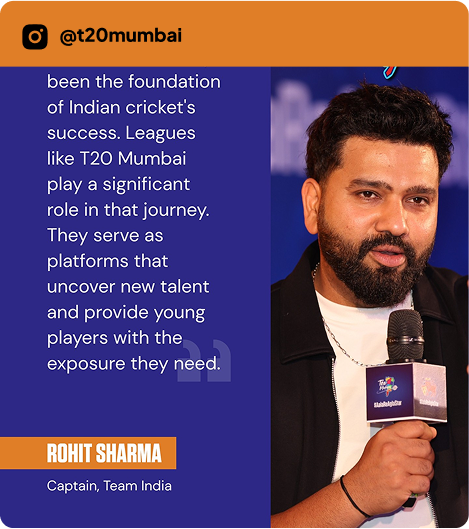 @t20mumbai
been the foundation
of Indian cricket's
success. Leagues
like T20 Mumbai
play a significant
role in that journey.
They serve as
platforms that
uncover new talent
and provide young
players with the
exposure they need.
ROHIT SHARMA
Captain, Team India